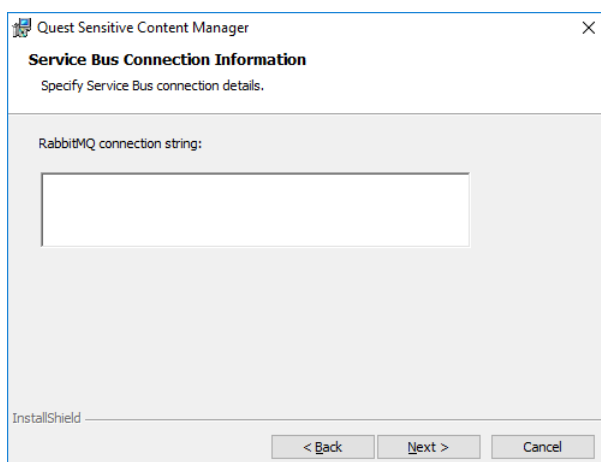 Quest Sensitive Content Manager
Service Bus Connection Information
Specify Service Bus connection details.
RabbitMQ connection string:
InstallShield
< Back Next > Cancel